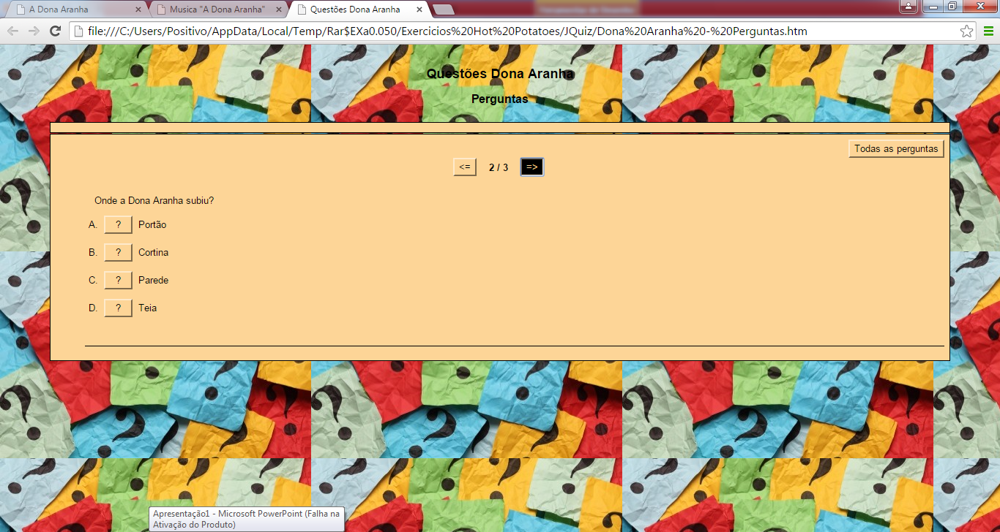 A Dona Aranha
Musica "A Dona Aranha"
Questões Dona Aranha
file:///C:/Users/Positivo/AppData/Local/Temp/Rar$EXa0.050/Exercicios%20Hot%20Potatoes/JQuiz/Dona%20Aranha%20-%20Perguntas.htm
Questões Dona Aranha
Perguntas
Todas as perguntas
<= 2 / 3 =>
Onde a Dona Aranha subiu?
A. ? Portão
B. ? Cortina
C. ? Parede
D. ? Teia
Apresentação1 - Microsoft PowerPoint (Falha na
Ativação do Produto)